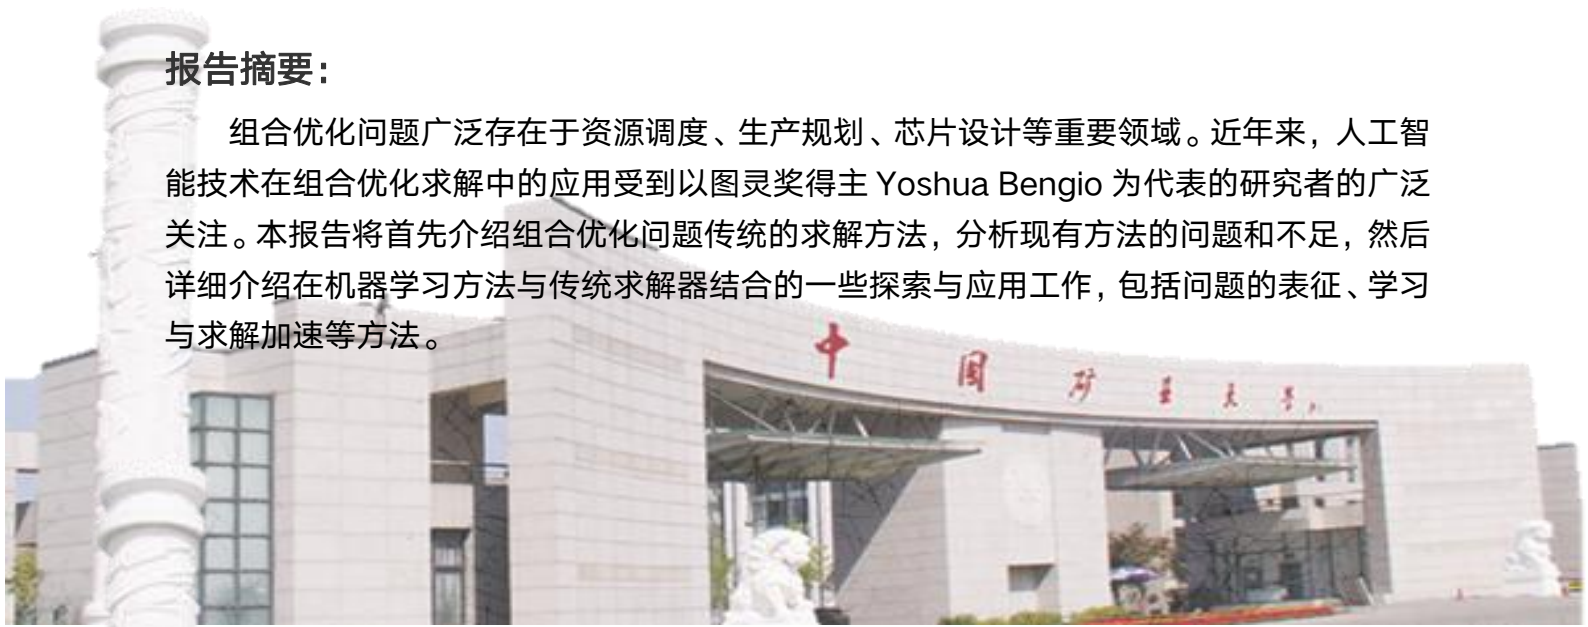 报告摘要：
组合优化问题广泛存在于资源调度、生产规划、芯片设计等重要领域。近年来，人工智
能技术在组合优化求解中的应用受到以图灵奖得主 Yoshua Bengio 为代表的研究者的广泛
关注。本报告将首先介绍组合优化问题传统的求解方法，分析现有方法的问题和不足，然后
详细介绍在机器学习方法与传统求解器结合的一些探索与应用工作，包括问题的表征、学习
与求解加速等方法。
中国矿业大学